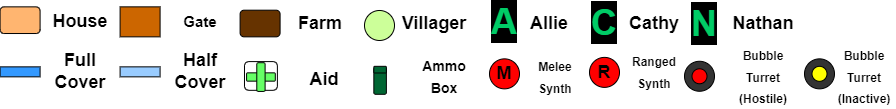 House Gate Farm Villager A Allie C Cathy N Nathan
Full Cover
Half Cover
Aid
Ammo Box
M Melee Synth
R Ranged Synth
Bubble Turret (Hostile)
Bubble Turret (Inactive)